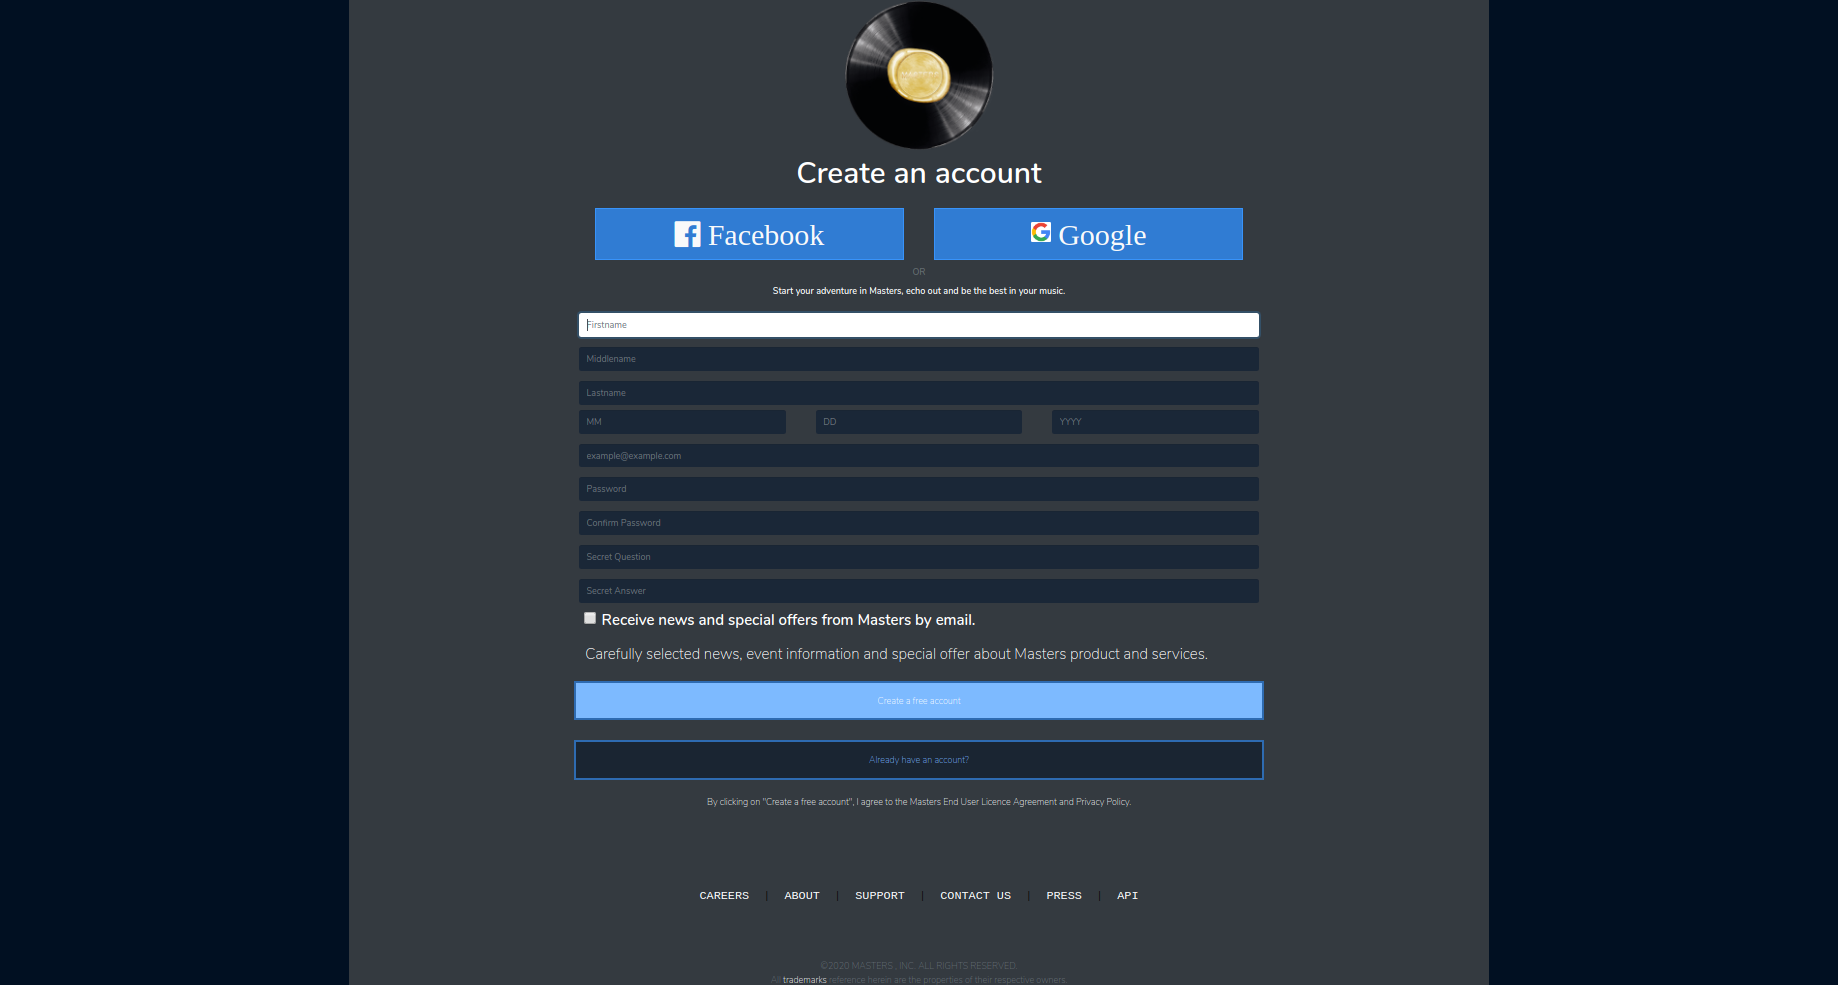 MASTERS
Create an account
Facebook
Google
OR
Start your adventure in Masters, echo out and be the best in your music.
Firstname
Middlename
Lastname
MM DD YYYY
example@example.com
Password
Confirm Password
Secret Question
Secret Answer
Receive news and special offers from Masters by email.
Carefully selected news, event information and special offer about Masters product and services.
Create a free account
Already have an account?
By clicking on "Create a free account", I agree to the Masters End User Licence Agreement and Privacy Policy.
CAREERS | ABOUT | SUPPORT | CONTACT US | PRESS | API
©2020 MASTERS , INC. ALL RIGHTS RESERVED.
All trademarks reference herein are the properties of their respective owners.